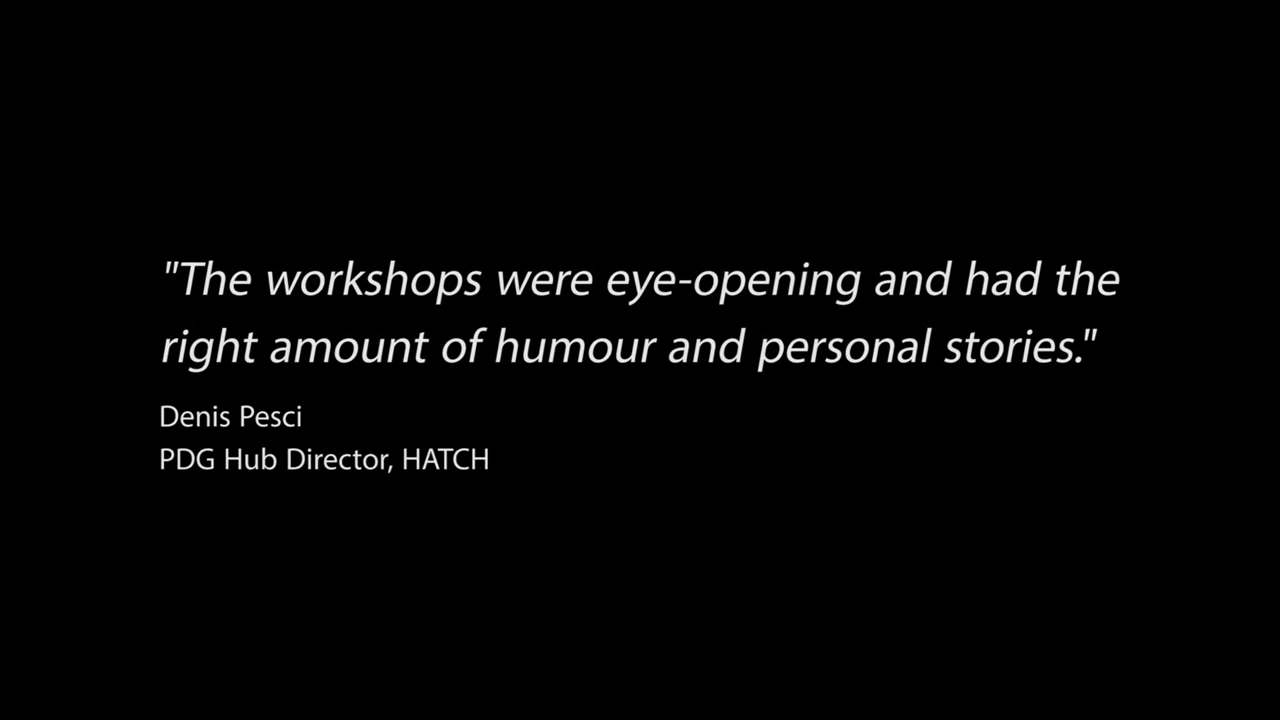 "The workshops were eye-opening and had the
right amount of humour and personal stories."
Denis Pesci
PDG Hub Director, HATCH